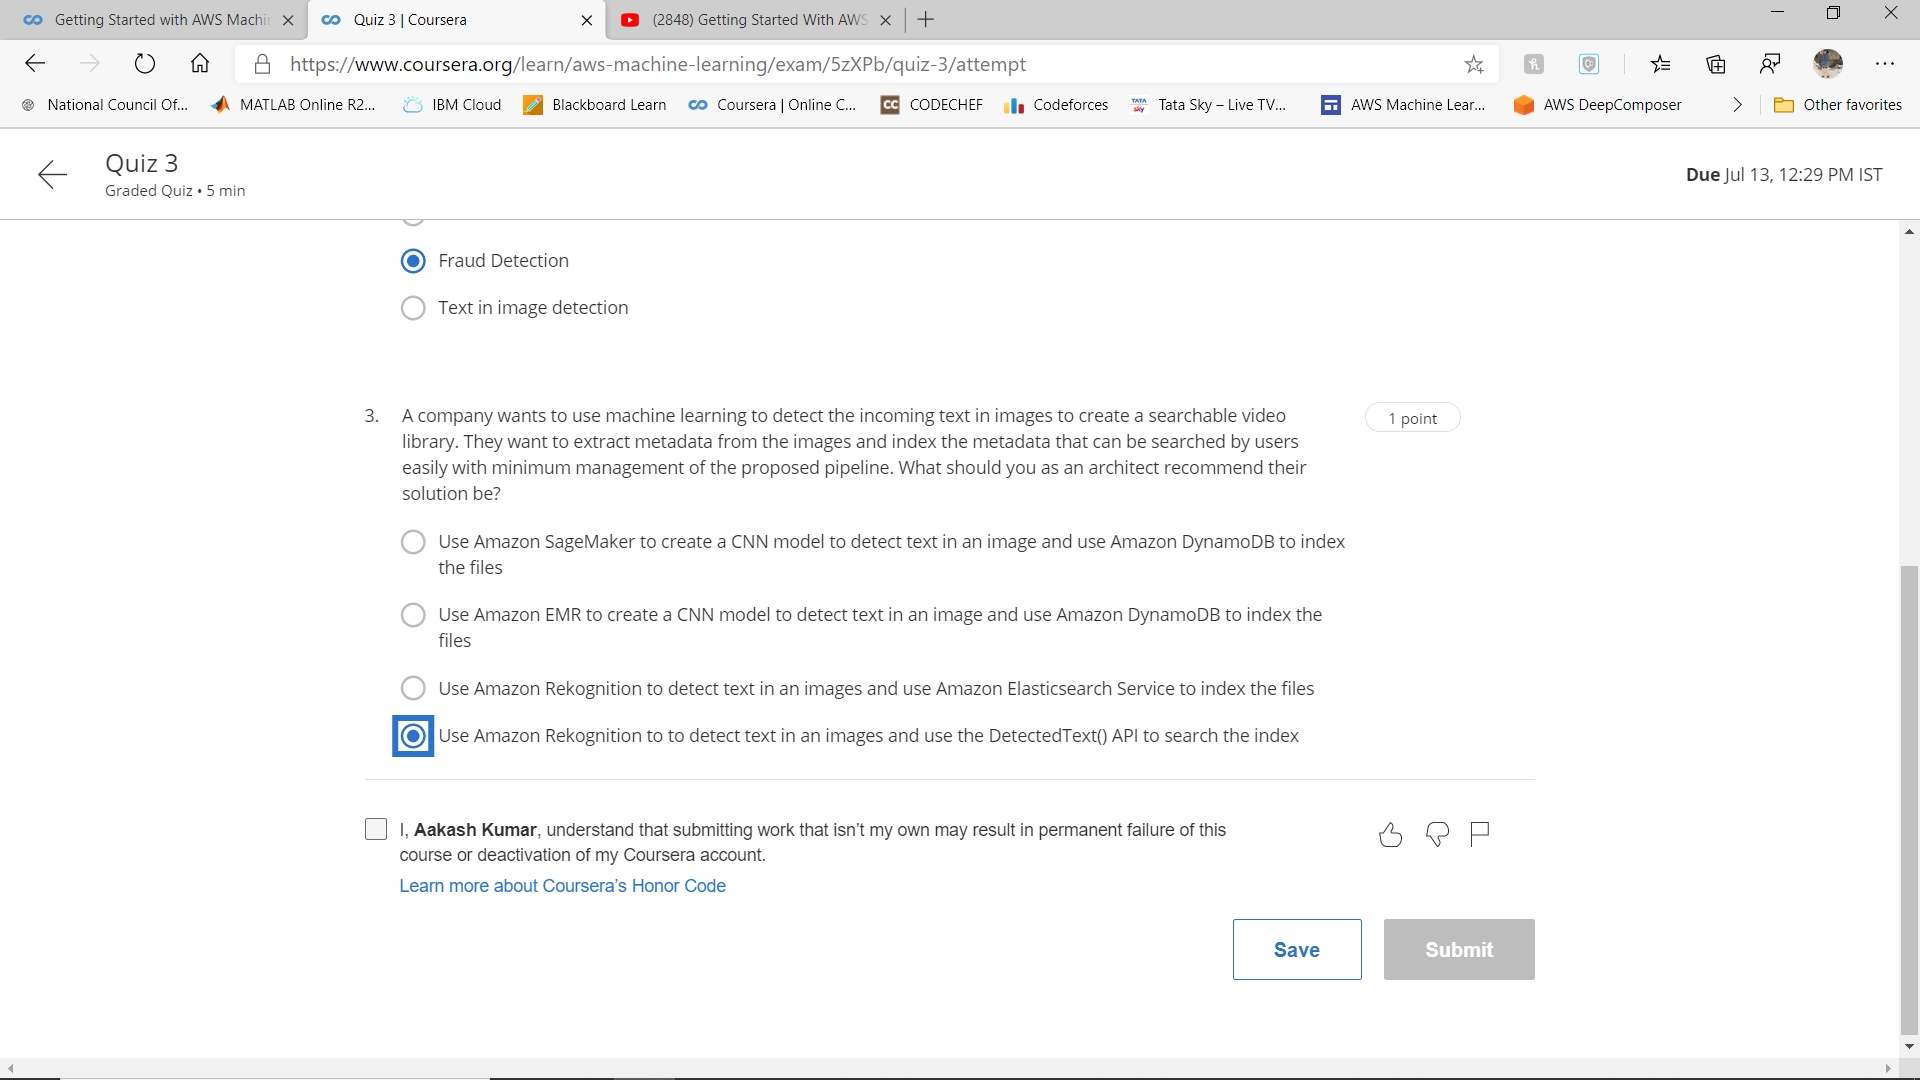 Getting Started with AWS Machi
Quiz 3 | Coursera
(2848) Getting Started With AWS
https://www.coursera.org/learn/aws-machine-learning/exam/5zXPb/quiz-3/attempt
National Council Of...
MATLAB Online R2...
IBM Cloud
Blackboard Learn
Coursera | Online C...
CC
CODECHEF
Codeforces
TATA
sky
Tata Sky – Live TV...
AWS Machine Lear...
AWS DeepComposer
Other favorites
Quiz 3
Graded Quiz • 5 min
Due Jul 13, 12:29 PM IST
Fraud Detection
Text in image detection
3. A company wants to use machine learning to detect the incoming text in images to create a searchable video
library. They want to extract metadata from the images and index the metadata that can be searched by users
easily with minimum management of the proposed pipeline. What should you as an architect recommend their
solution be?
1 point
Use Amazon SageMaker to create a CNN model to detect text in an image and use Amazon DynamoDB to index
the files
Use Amazon EMR to create a CNN model to detect text in an image and use Amazon DynamoDB to index the
files
Use Amazon Rekognition to detect text in an images and use Amazon Elasticsearch Service to index the files
Use Amazon Rekognition to to detect text in an images and use the DetectedText() API to search the index
I, Aakash Kumar, understand that submitting work that isn’t my own may result in permanent failure of this
course or deactivation of my Coursera account.
Learn more about Coursera’s Honor Code
Save
Submit